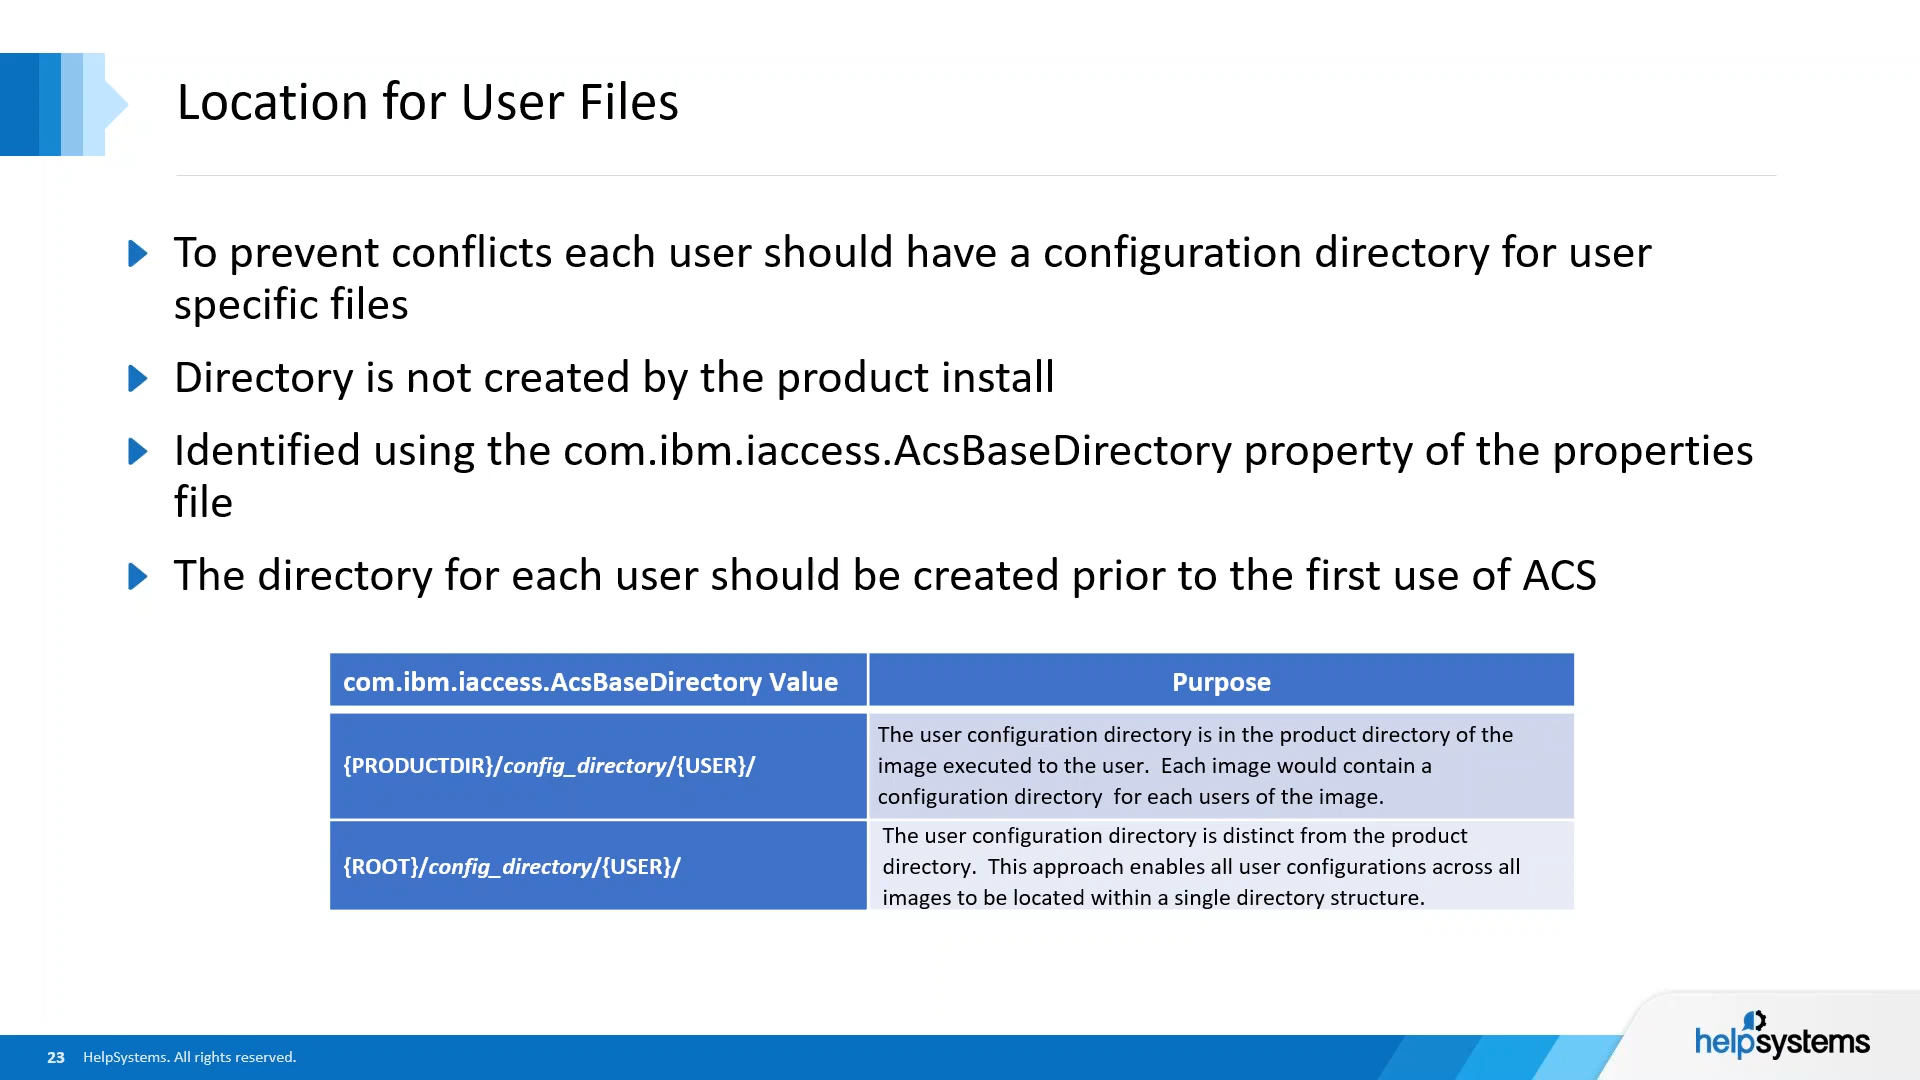 Location for User Files
To prevent conflicts each user should have a configuration directory for user
specific files
Directory is not created by the product install
Identified using the com.ibm.iaccess.AcsBaseDirectory property of the properties
file
The directory for each user should be created prior to the first use of ACS
com.ibm.iaccess.AcsBaseDirectory Value
Purpose
{PRODUCTDIR}/config_directory/{USER}/
The user configuration directory is in the product directory of the
image executed to the user.  Each image would contain a
configuration directory  for each users of the image.
{ROOT}/config_directory/{USER}/
The user configuration directory is distinct from the product
directory.  This approach enables all user configurations across all
images to be located within a single directory structure.
23 HelpSystems. All rights reserved.
helpsystems